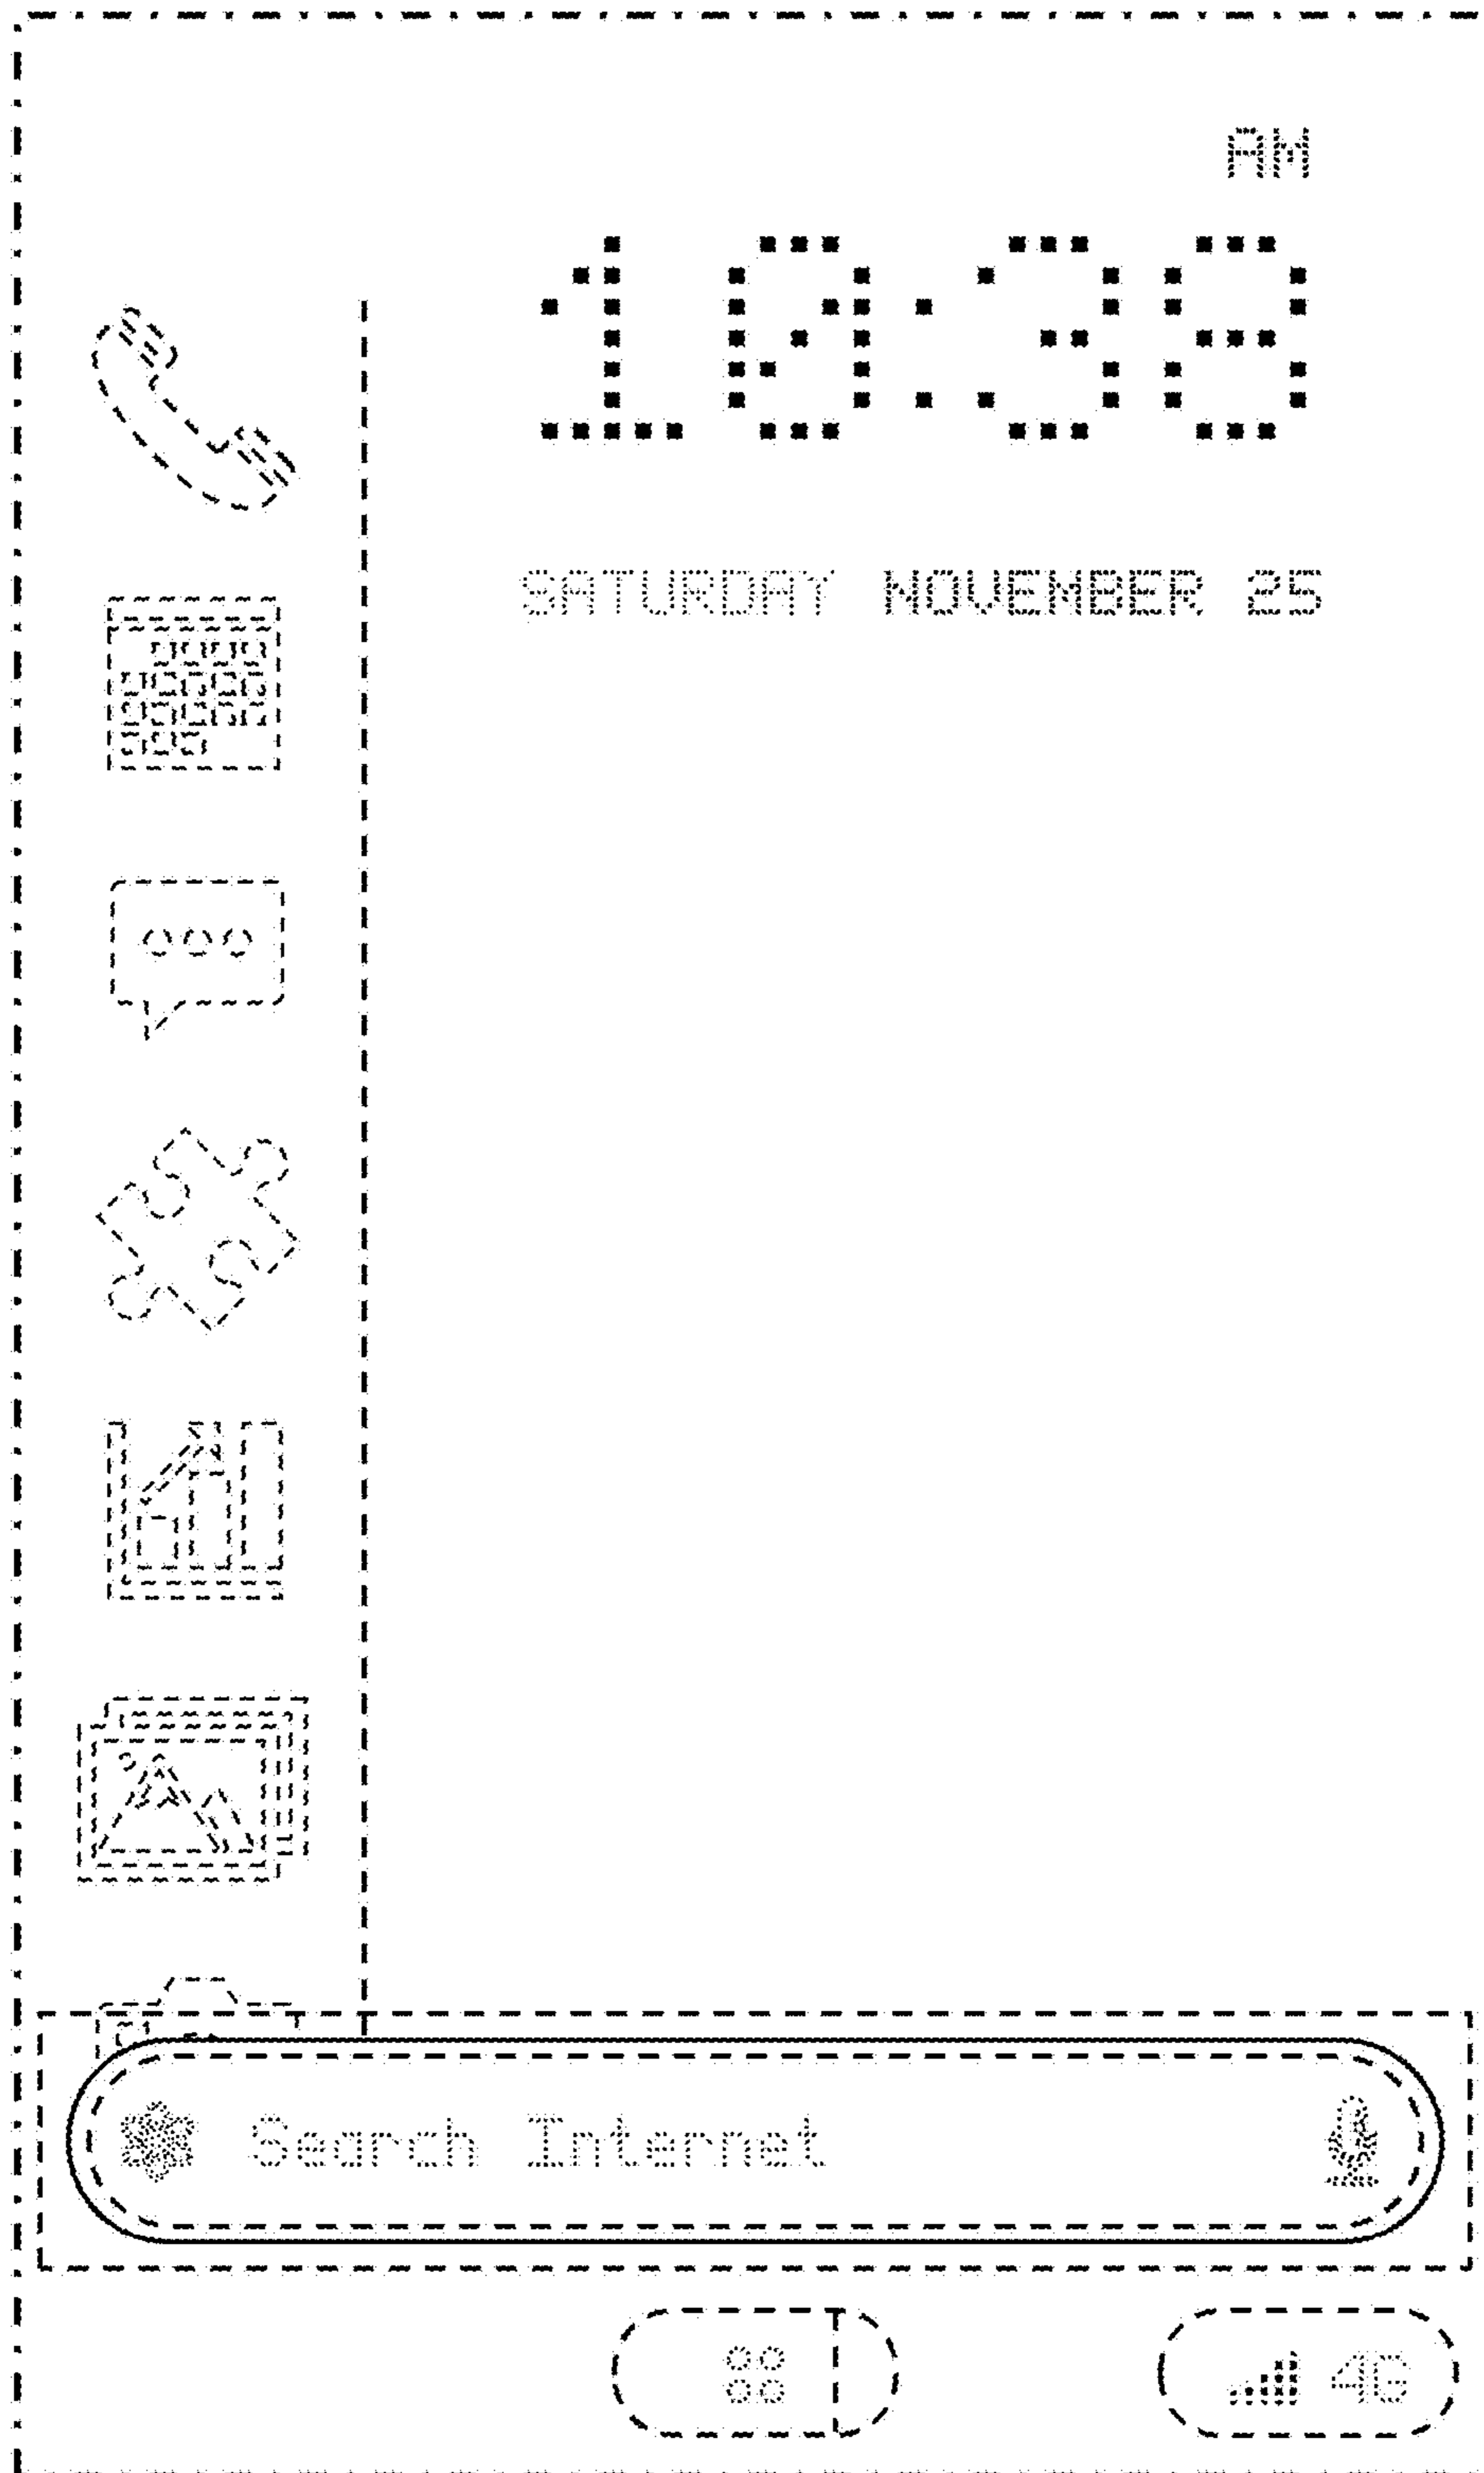 AM
10:38
SATURDAY NOVEMBER 25
Search Internet
4G